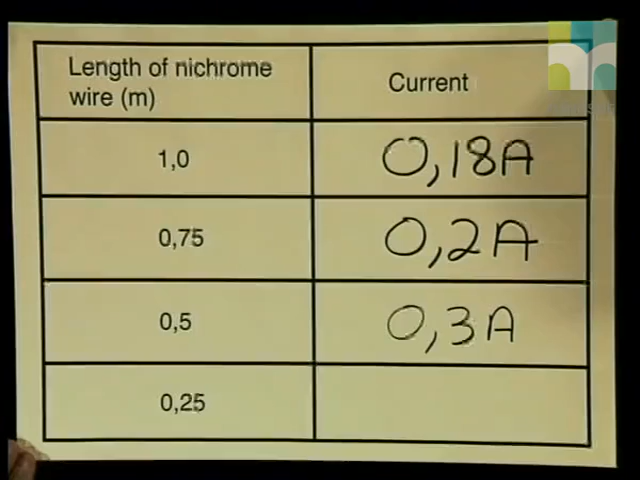 Length of nichrome
wire (m)
Current
1,0
0,18A
0,75
0,2A
0,5
0,3A
0,25